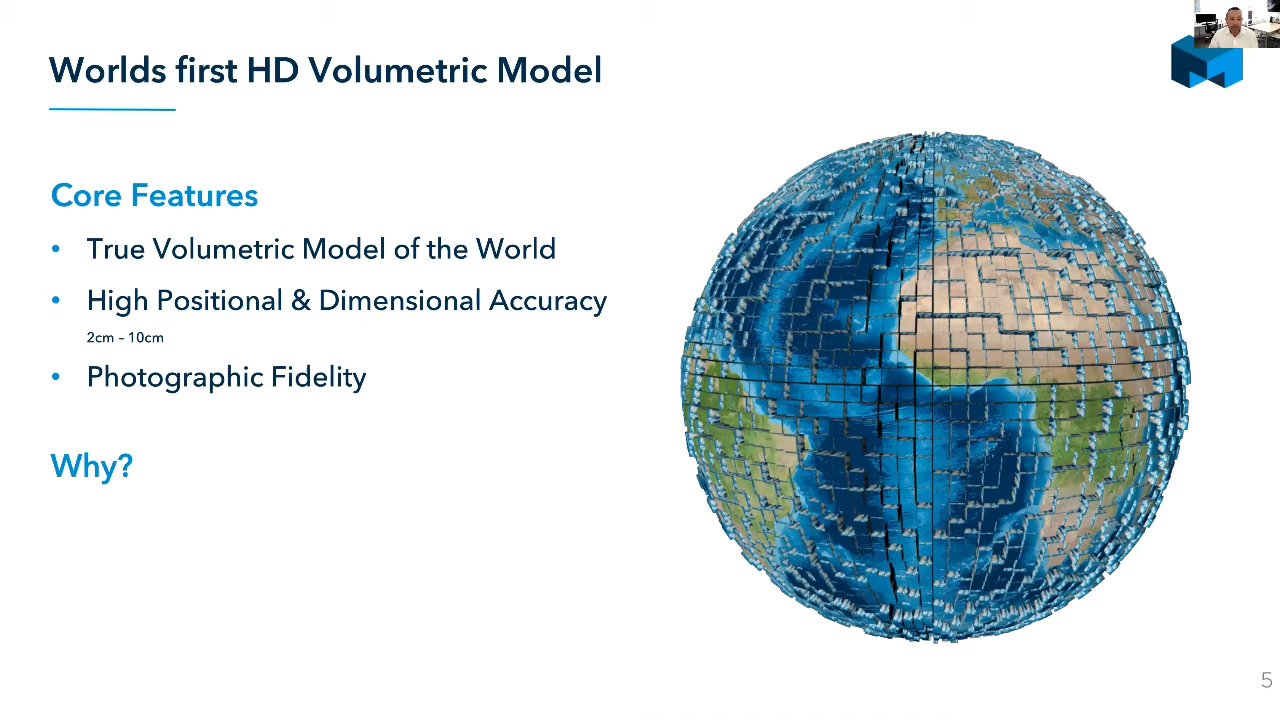 Worlds first HD Volumetric Model
Core Features
• True Volumetric Model of the World
• High Positional & Dimensional Accuracy
2cm – 10cm
• Photographic Fidelity
Why?
5